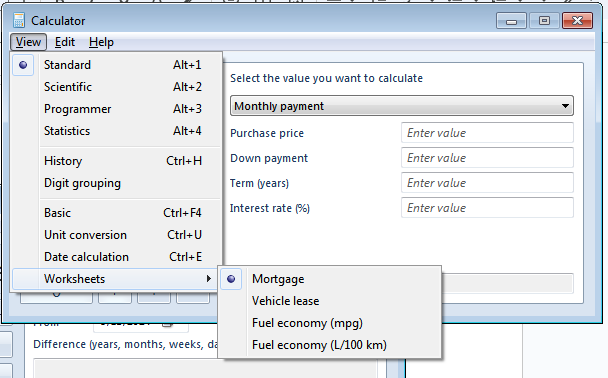 Calculator
View Edit Help
Standard Alt+1
Scientific Alt+2
Programmer Alt+3
Statistics Alt+4
History Ctrl+H
Digit grouping
Basic Ctrl+F4
Unit conversion Ctrl+U
Date calculation Ctrl+E
Worksheets
Select the value you want to calculate
Monthly payment
Purchase price Enter value
Down payment Enter value
Term (years) Enter value
Interest rate (%) Enter value
Mortgage
Vehicle lease
Fuel economy (mpg)
Fuel economy (L/100 km)
Difference (years, months, weeks, da